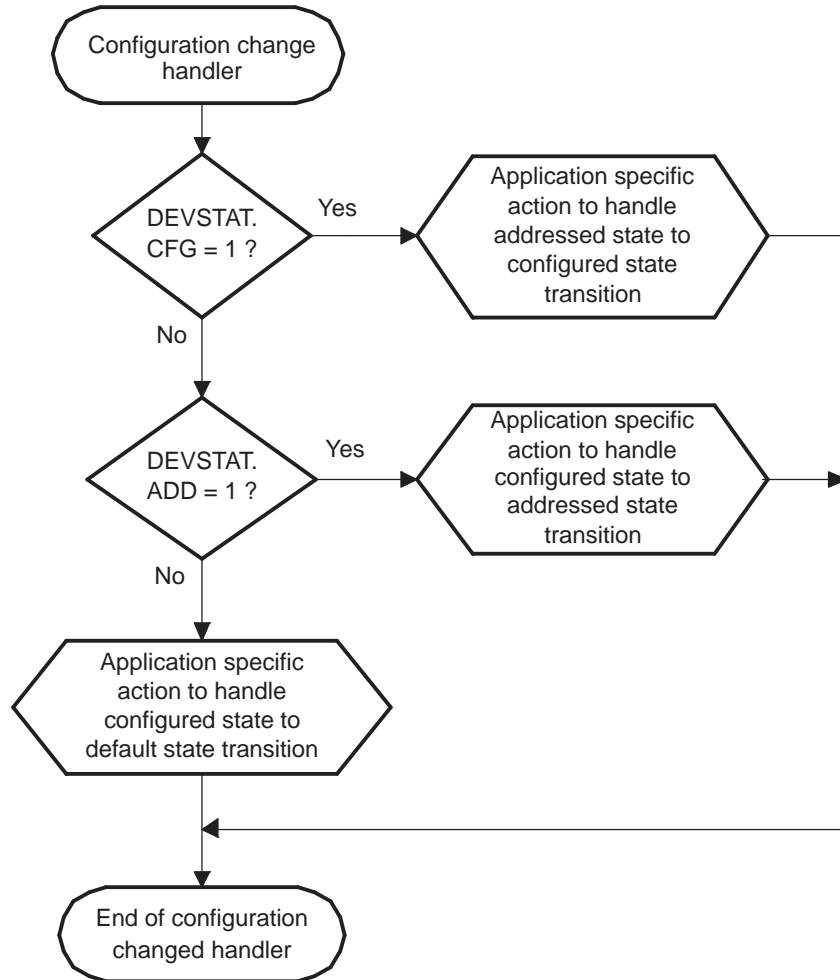 Configuration change
handler
DEVSTAT.
CFG = 1 ?
Yes
Application specific
action to handle
addressed state to
configured state
transition
No
DEVSTAT.
ADD = 1 ?
Yes
Application specific
action to handle
configured state to
addressed state
transition
No
Application specific
action to handle
configured state to
default state transition
End of configuration
changed handler